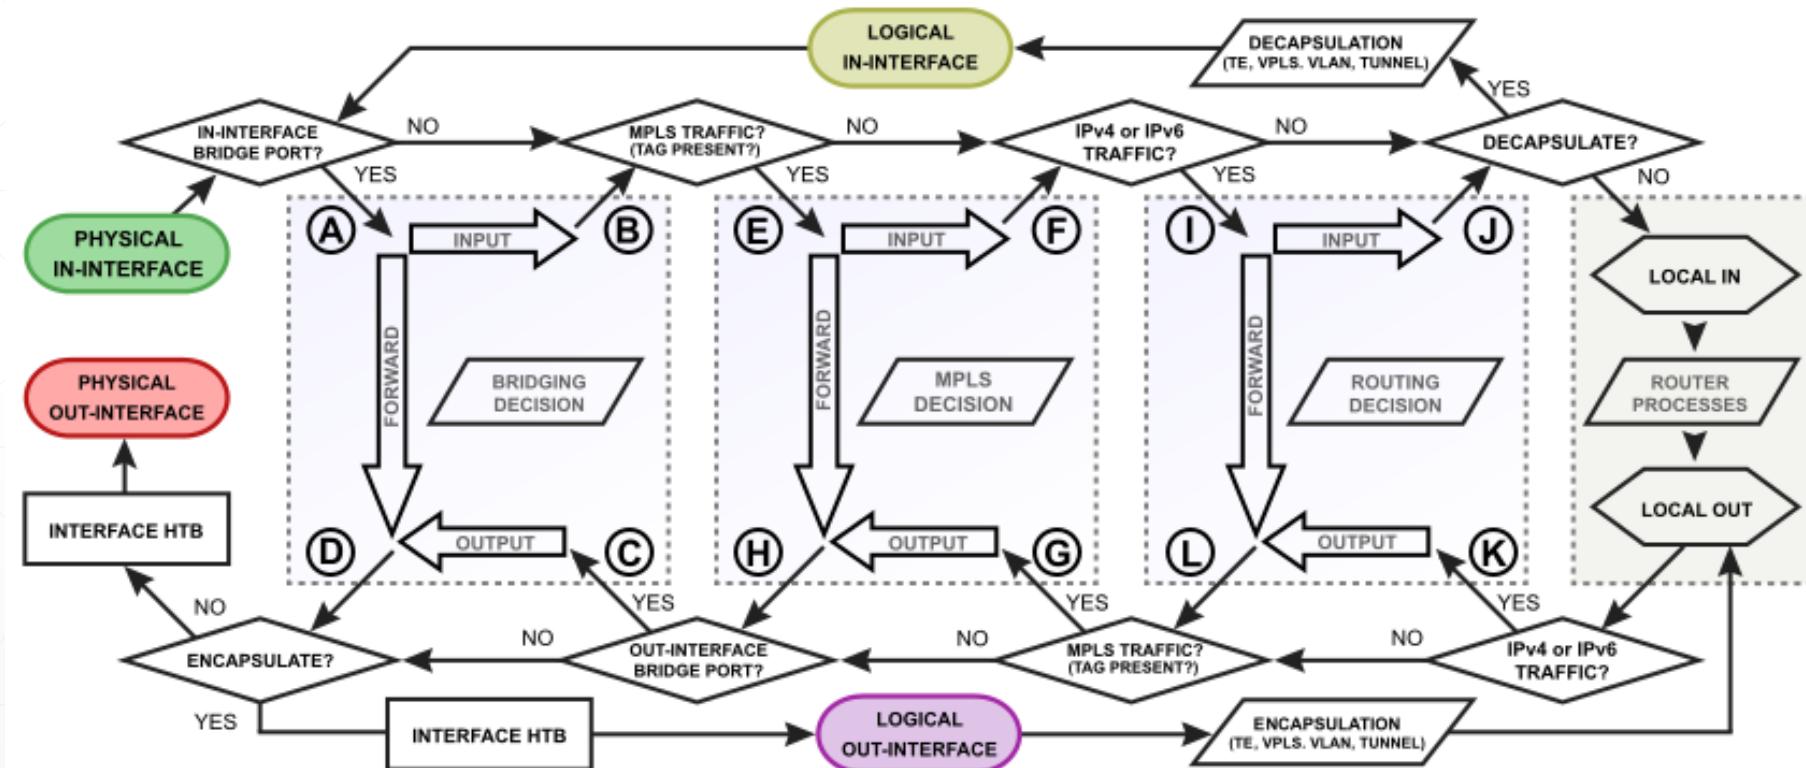 LOGICAL
IN-INTERFACE
DECAPSULATION
(TE, VPLS. VLAN, TUNNEL)
YES
IN-INTERFACE
BRIDGE PORT?
NO
MPLS TRAFFIC?
(TAG PRESENT?)
NO
IPv4 or IPv6
TRAFFIC?
NO
DECAPSULATE?
YES
YES
YES
NO
PHYSICAL
IN-INTERFACE
A
INPUT
B
E
INPUT
F
I
INPUT
J
LOCAL IN
FORWARD
FORWARD
FORWARD
PHYSICAL
OUT-INTERFACE
BRIDGING
DECISION
MPLS
DECISION
ROUTING
DECISION
ROUTER
PROCESSES
INTERFACE HTB
D
OUTPUT
C
H
OUTPUT
G
L
OUTPUT
K
LOCAL OUT
NO
YES
YES
YES
ENCAPSULATE?
NO
OUT-INTERFACE
BRIDGE PORT?
NO
MPLS TRAFFIC?
(TAG PRESENT?)
NO
IPv4 or IPv6
TRAFFIC?
YES
INTERFACE HTB
LOGICAL
OUT-INTERFACE
ENCAPSULATION
(TE, VPLS. VLAN, TUNNEL)